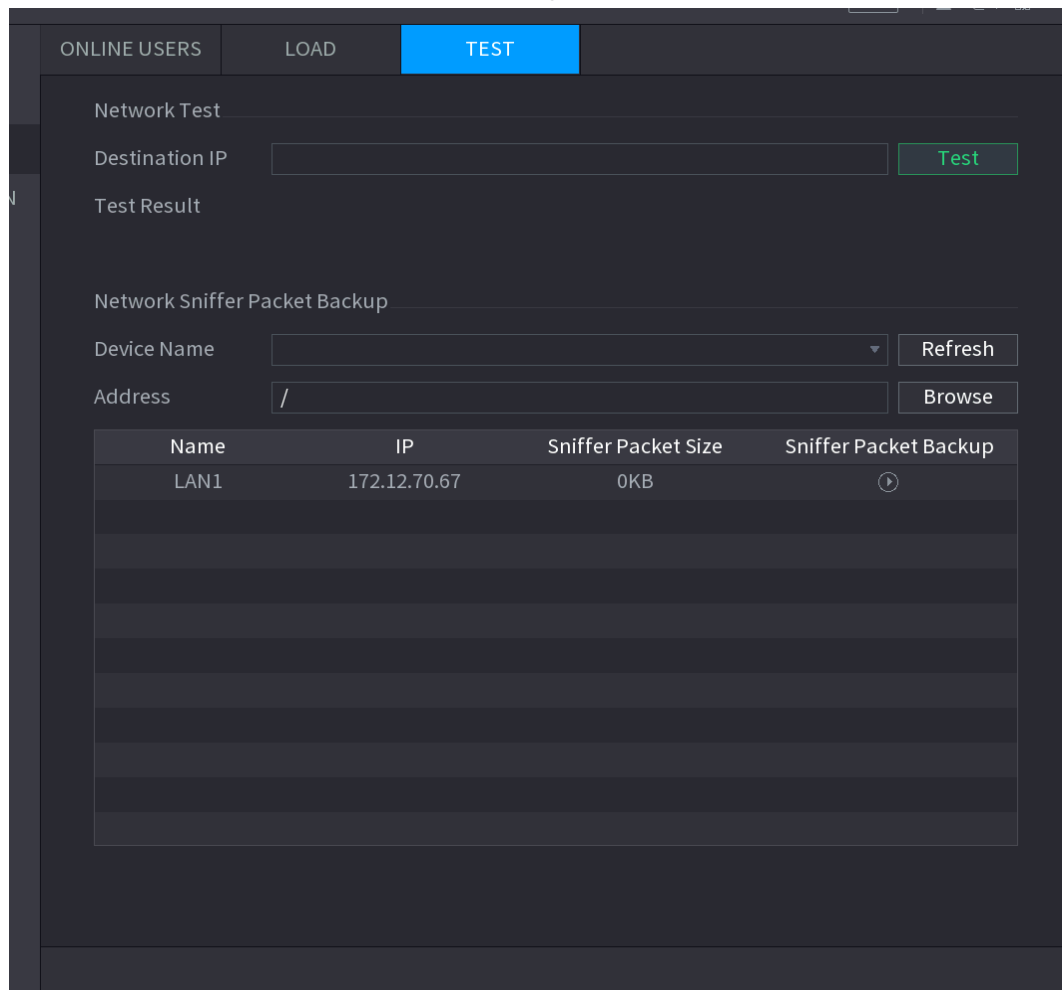 ONLINE USERS LOAD TEST
Network Test
Destination IP Test
N
Test Result
Network Sniffer Packet Backup
Device Name Refresh
Address / Browse
Name IP Sniffer Packet Size Sniffer Packet Backup
LAN1 172.12.70.67 0KB